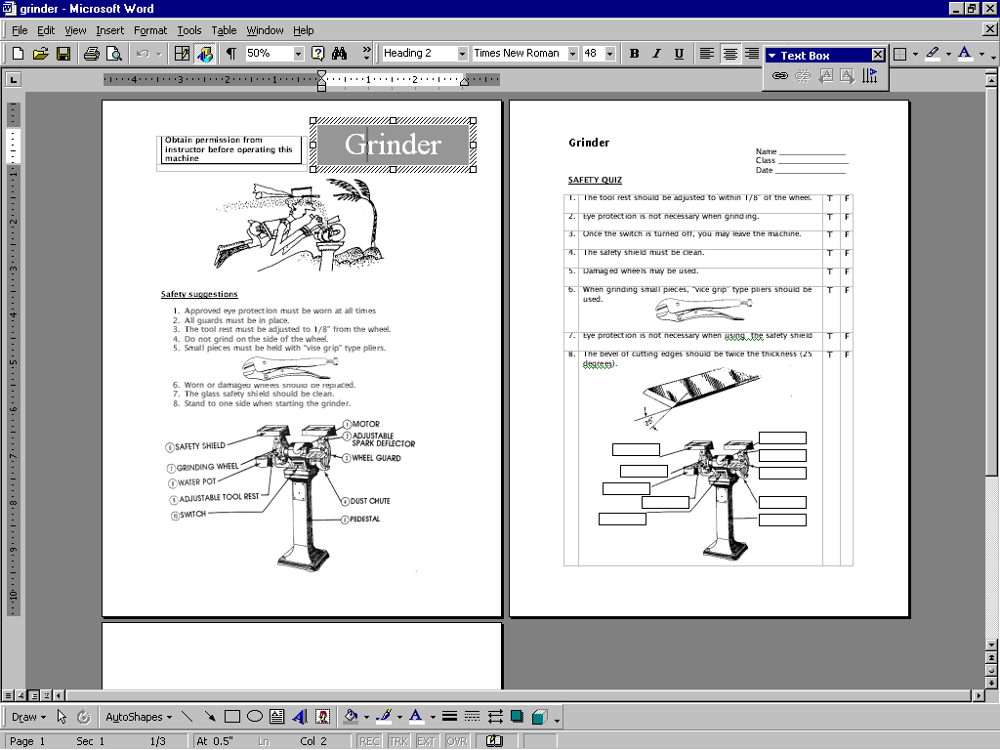 grinder - Microsoft Word
File Edit View Insert Format Tools Table Window Help
50% Heading 2 Times New Roman 48 B I U A
Text Box
L
4 3 2 1 1 2
Obtain permission from
instructor before operating this
machine
Grinder
Safety suggestions
1. Approved eye protection must be worn at all times
2. All guards must be in place.
3. The tool rest must be adjusted to 1/8" from the wheel.
4. Do not grind on the side of the wheel.
5. Small pieces must be held with "vise grip" type pliers.
6. Worn or damaged wheels should be replaced.
7. The glass safety shield should be clean.
8. Stand to one side when starting the grinder.
1 MOTOR
2 ADJUSTABLE
SPARK DEFLECTOR
3 WHEEL GUARD
4 DUST CHUTE
5 PEDESTAL
6 SAFETY SHIELD
7 GRINDING WHEEL
8 WATER POT
9 ADJUSTABLE TOOL REST
10 SWITCH
Grinder
Name
Class
Date
SAFETY QUIZ
1. The tool rest should be adjusted to within 1/8" of the wheel. T F
2. Eye protection is not necessary when grinding. T F
3. Once the switch is turned off, you may leave the machine. T F
4. The safety shield must be clean. T F
5. Damaged wheels may be used. T F
6. When grinding small pieces, "vice grip" type pliers should be T F
used.
7. Eye protection is not necessary when using the safety shield T F
8. The bevel of cutting edges should be twice the thickness (25 T F
degrees).
25°
Draw AutoShapes A A
Page 1 Sec 1 1/3 At 0.5" Ln Col 2 REC TRK EXT OVR